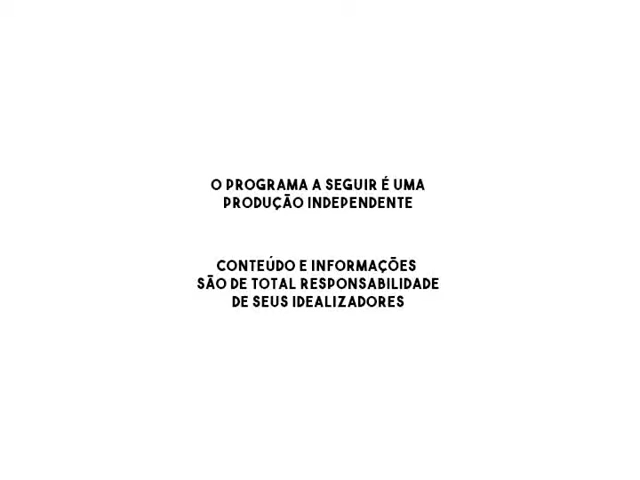 O PROGRAMA A SEGUIR É UMA
PRODUÇÃO INDEPENDENTE
CONTEÚDO E INFORMAÇÕES
SÃO DE TOTAL RESPONSABILIDADE
DE SEUS IDEALIZADORES